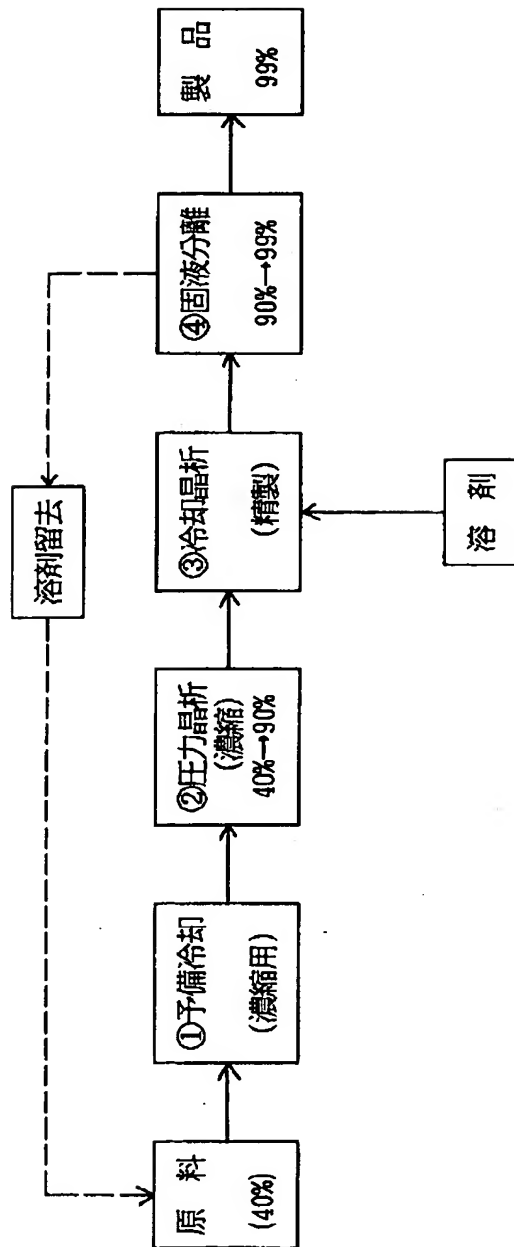 原料
(40%)
①予備冷却
(濃縮用)
②圧力晶析
(濃縮)
40%→90%
③冷却晶析
(精製)
④固液分離
90%→99%
製品
99%
溶剤留去
溶剤